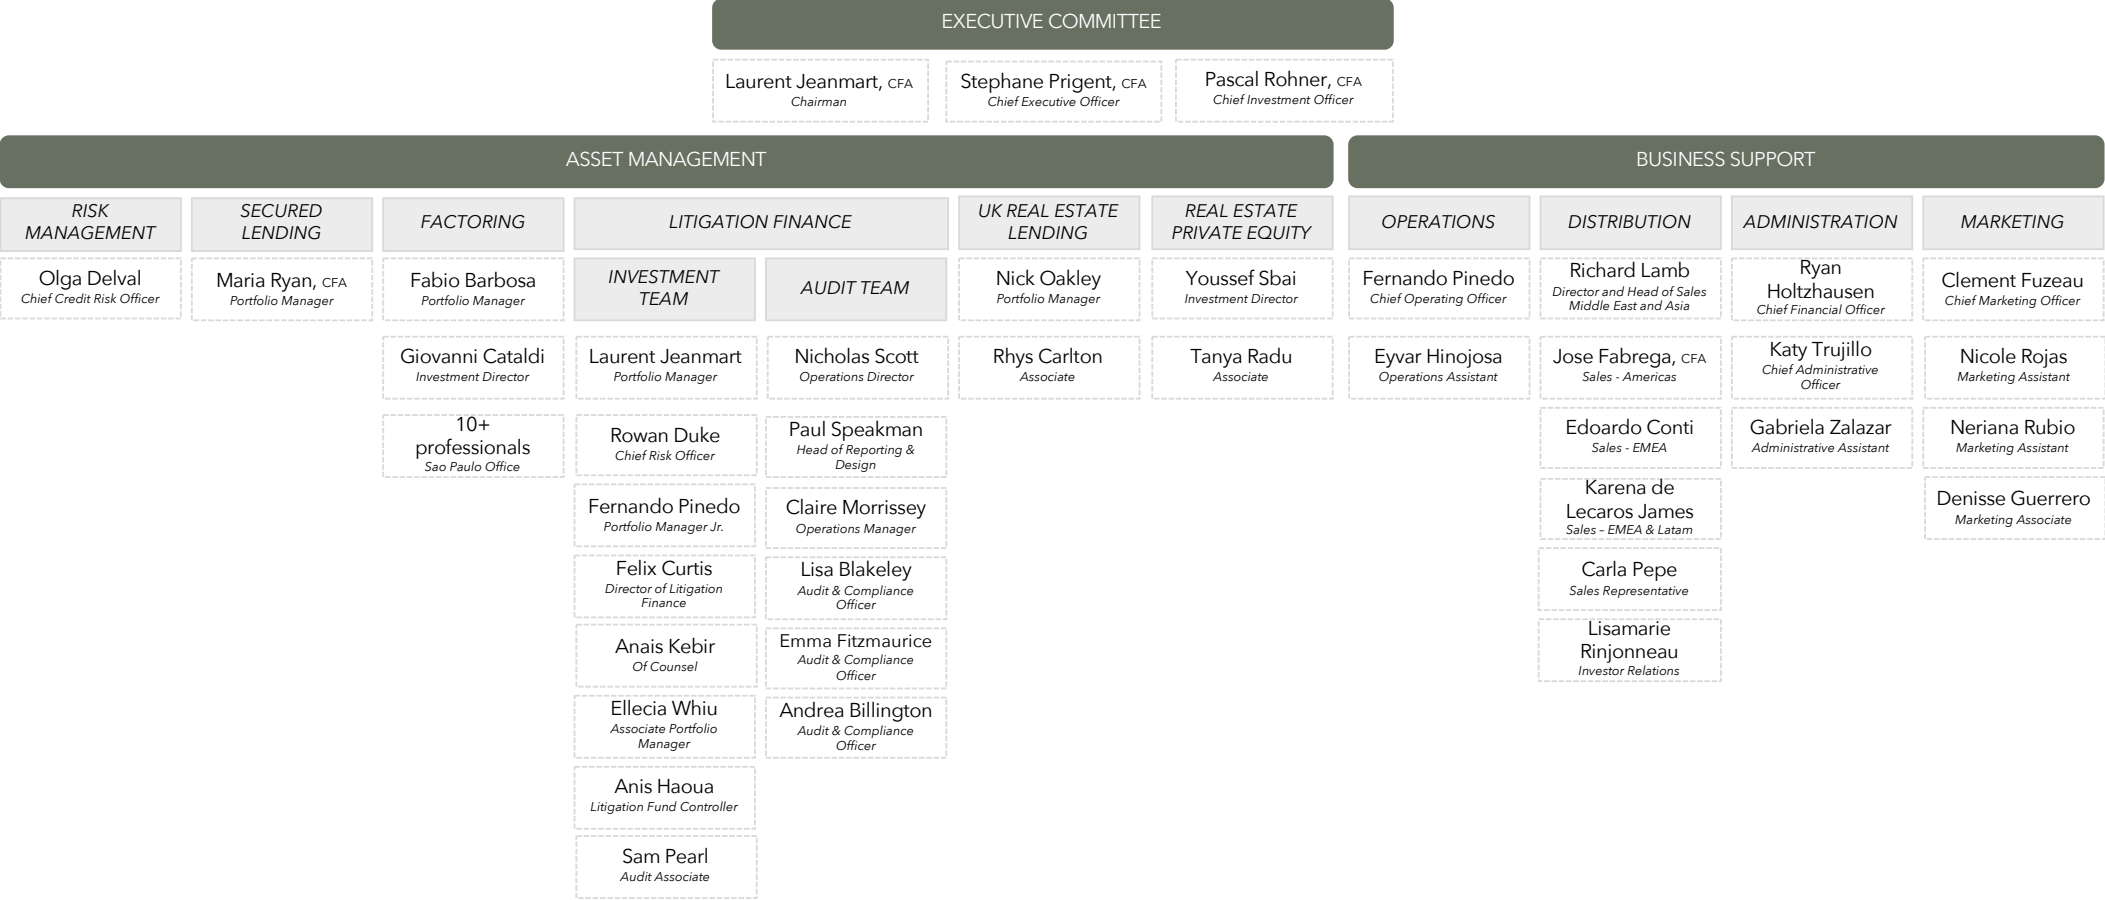 EXECUTIVE COMMITTEE
Laurent Jeanmart, CFA
Chairman
Stephane Prigent, CFA
Chief Executive Officer
Pascal Rohner, CFA
Chief Investment Officer
ASSET MANAGEMENT
RISK
MANAGEMENT
Olga Delval
Chief Credit Risk Officer
SECURED
LENDING
Maria Ryan, CFA
Portfolio Manager
FACTORING
Fabio Barbosa
Portfolio Manager
Giovanni Cataldi
Investment Director
10+
professionals
Sao Paulo Office
LITIGATION FINANCE
INVESTMENT
TEAM
Laurent Jeanmart
Portfolio Manager
Rowan Duke
Chief Risk Officer
Fernando Pinedo
Portfolio Manager Jr.
Felix Curtis
Director of Litigation
Finance
Anais Kebir
Of Counsel
Ellecia Whiu
Associate Portfolio
Manager
Anis Haoua
Litigation Fund Controller
Sam Pearl
Audit Associate
AUDIT TEAM
Nicholas Scott
Operations Director
Paul Speakman
Head of Reporting &
Design
Claire Morrissey
Operations Manager
Lisa Blakeley
Audit & Compliance
Officer
Emma Fitzmaurice
Audit & Compliance
Officer
Andrea Billington
Audit & Compliance
Officer
UK REAL ESTATE
LENDING
Nick Oakley
Portfolio Manager
Rhys Carlton
Associate
REAL ESTATE
PRIVATE EQUITY
Youssef Sbai
Investment Director
Tanya Radu
Associate
BUSINESS SUPPORT
OPERATIONS
Fernando Pinedo
Chief Operating Officer
Eyvar Hinojosa
Operations Assistant
DISTRIBUTION
Richard Lamb
Director and Head of Sales
Middle East and Asia
Jose Fabrega, CFA
Sales - Americas
Edoardo Conti
Sales - EMEA
Karena de
Lecaros James
Sales – EMEA & Latam
Carla Pepe
Sales Representative
Lisamarie
Rinjonneau
Investor Relations
ADMINISTRATION
Ryan
Holtzhausen
Chief Financial Officer
Katy Trujillo
Chief Administrative
Officer
Gabriela Zalazar
Administrative Assistant
MARKETING
Clement Fuzeau
Chief Marketing Officer
Nicole Rojas
Marketing Assistant
Neriana Rubio
Marketing Assistant
Denisse Guerrero
Marketing Associate